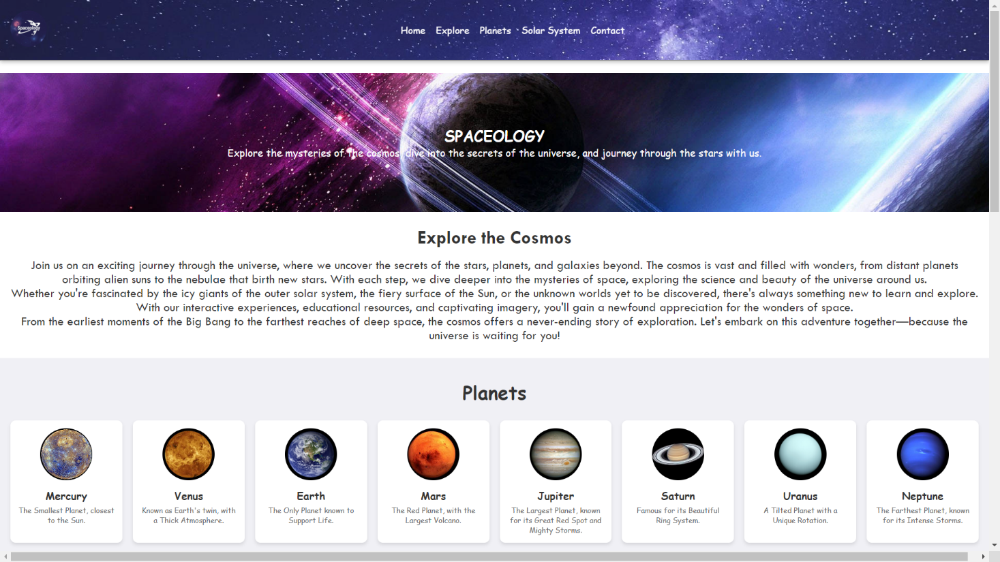 Spaceology
Home Explore Planets Solar System Contact
SPACEOLOGY
Explore the mysteries of the cosmos, dive into the secrets of the universe, and journey through the stars with us.
Explore the Cosmos
Join us on an exciting journey through the universe, where we uncover the secrets of the stars, planets, and galaxies beyond. The cosmos is vast and filled with wonders, from distant planets
orbiting alien suns to the nebulae that birth new stars. With each step, we dive deeper into the mysteries of space, exploring the science and beauty of the universe around us.
Whether you're fascinated by the icy giants of the outer solar system, the fiery surface of the Sun, or the unknown worlds yet to be discovered, there's always something new to learn and explore.
With our interactive experiences, educational resources, and captivating imagery, you'll gain a newfound appreciation for the wonders of space.
From the earliest moments of the Big Bang to the farthest reaches of deep space, the cosmos offers a never-ending story of exploration. Let's embark on this adventure together—because the
universe is waiting for you!
Planets
Mercury
The Smallest Planet, closest
to the Sun.
Venus
Known as Earth's twin, with
a Thick Atmosphere.
Earth
The Only Planet known to
Support Life.
Mars
The Red Planet, with the
Largest Volcano.
Jupiter
The Largest Planet, known
for its Great Red Spot and
Mighty Storms.
Saturn
Famous for its Beautiful
Ring System.
Uranus
A Tilted Planet with a
Unique Rotation.
Neptune
The Farthest Planet, known
for its Intense Storms.